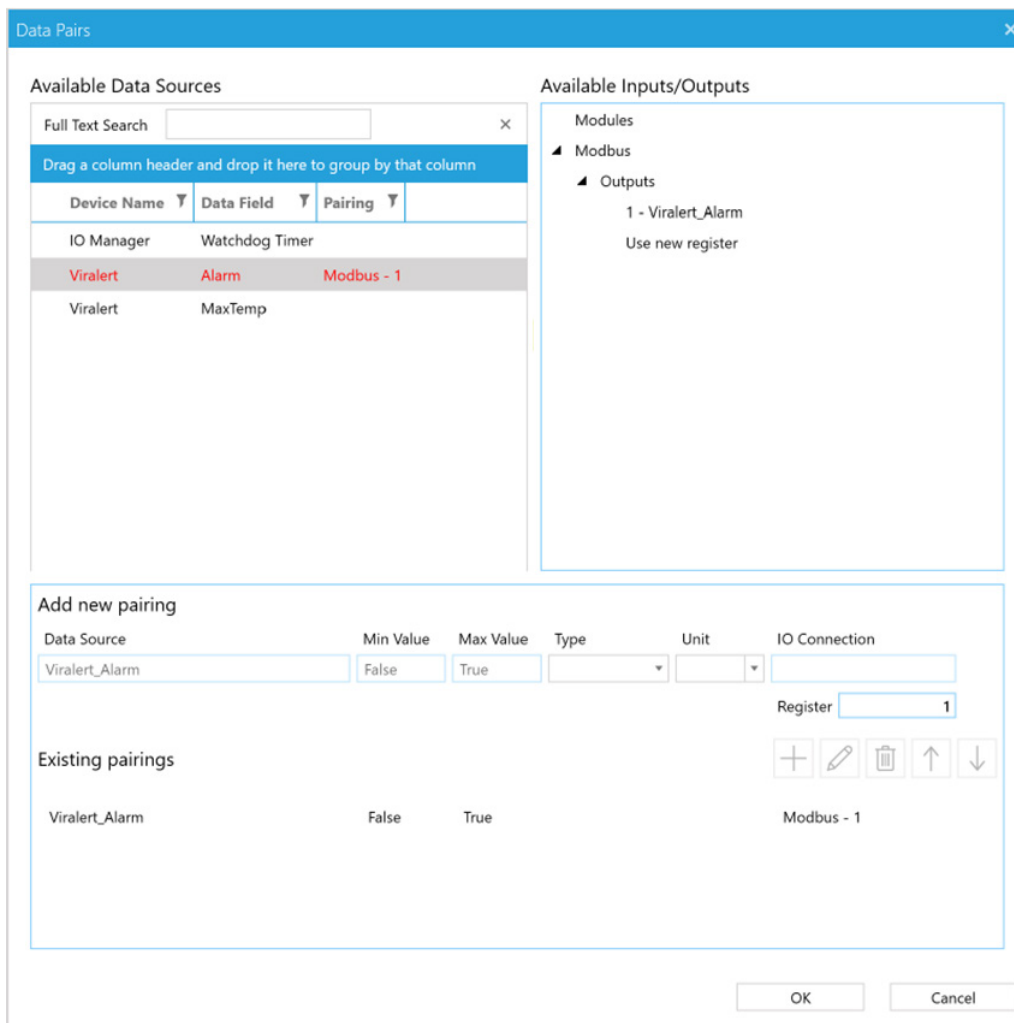 Data Pairs
Available Data Sources
Full Text Search
Drag a column header and drop it here to group by that column
Device Name Data Field Pairing
IO Manager Watchdog Timer
Viralert Alarm Modbus - 1
Viralert MaxTemp
Available Inputs/Outputs
Modules
Modbus
Outputs
1 - Viralert_Alarm
Use new register
Add new pairing
Data Source Min Value Max Value Type Unit IO Connection
Viralert_Alarm False True
Register 1
Existing pairings
Viralert_Alarm False True Modbus - 1
OK Cancel